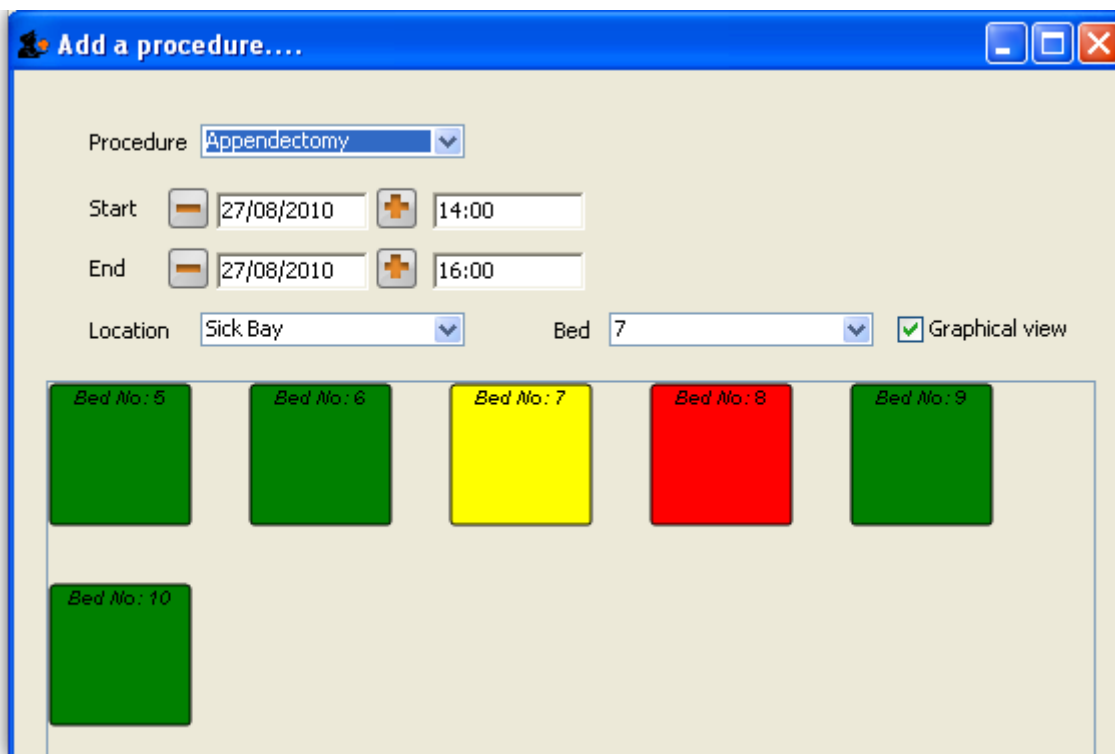 Add a procedure....
Procedure Appendectomy
Start 27/08/2010 14:00
End 27/08/2010 16:00
Location Sick Bay Bed 7 Graphical view
Bed No: 5 Bed No: 6 Bed No: 7 Bed No: 8 Bed No: 9
Bed No: 10